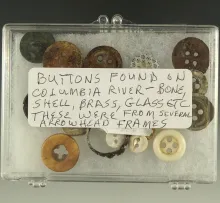 BUTTONS FOUND ON
COLUMBIA RIVER - BONE,
SHELL, BRASS, GLASS ETC
THESE WERE FROM SEVERAL
ARROWHEAD FRAMES